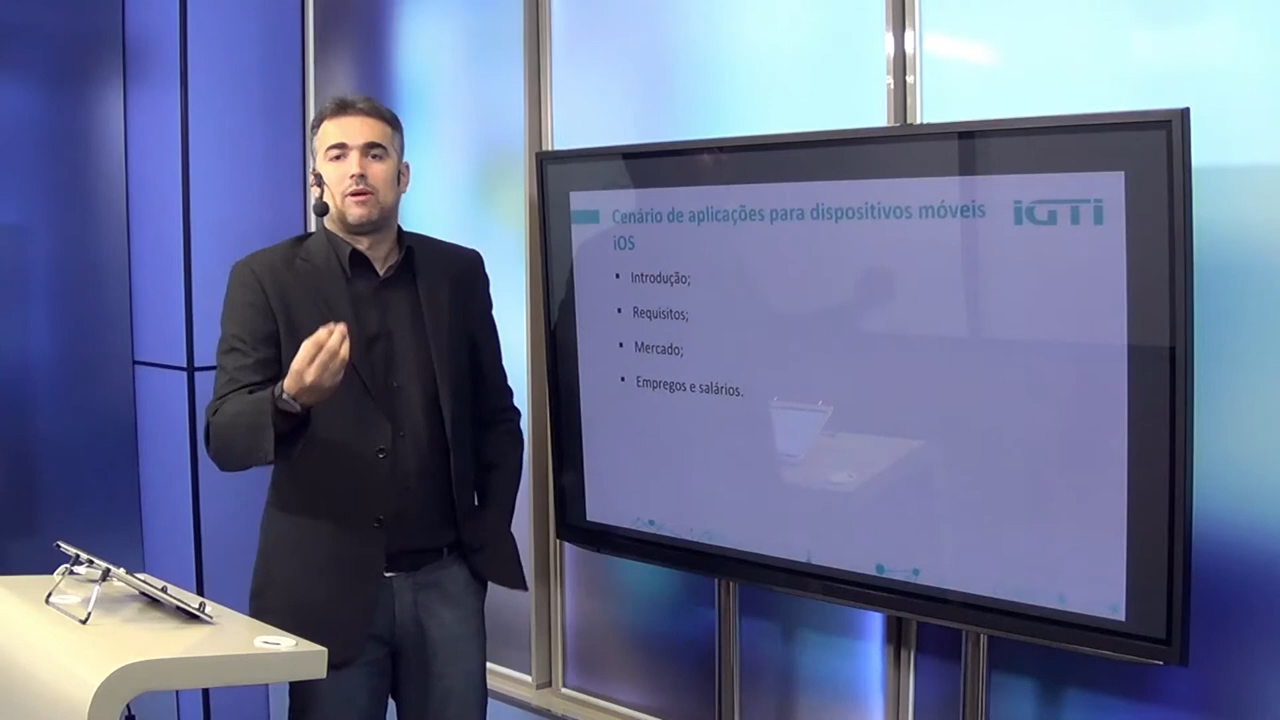 Cenário de aplicações para dispositivos móveis
iOS
iGTi
▪ Introdução;
▪ Requisitos;
▪ Mercado;
▪ Empregos e salários.